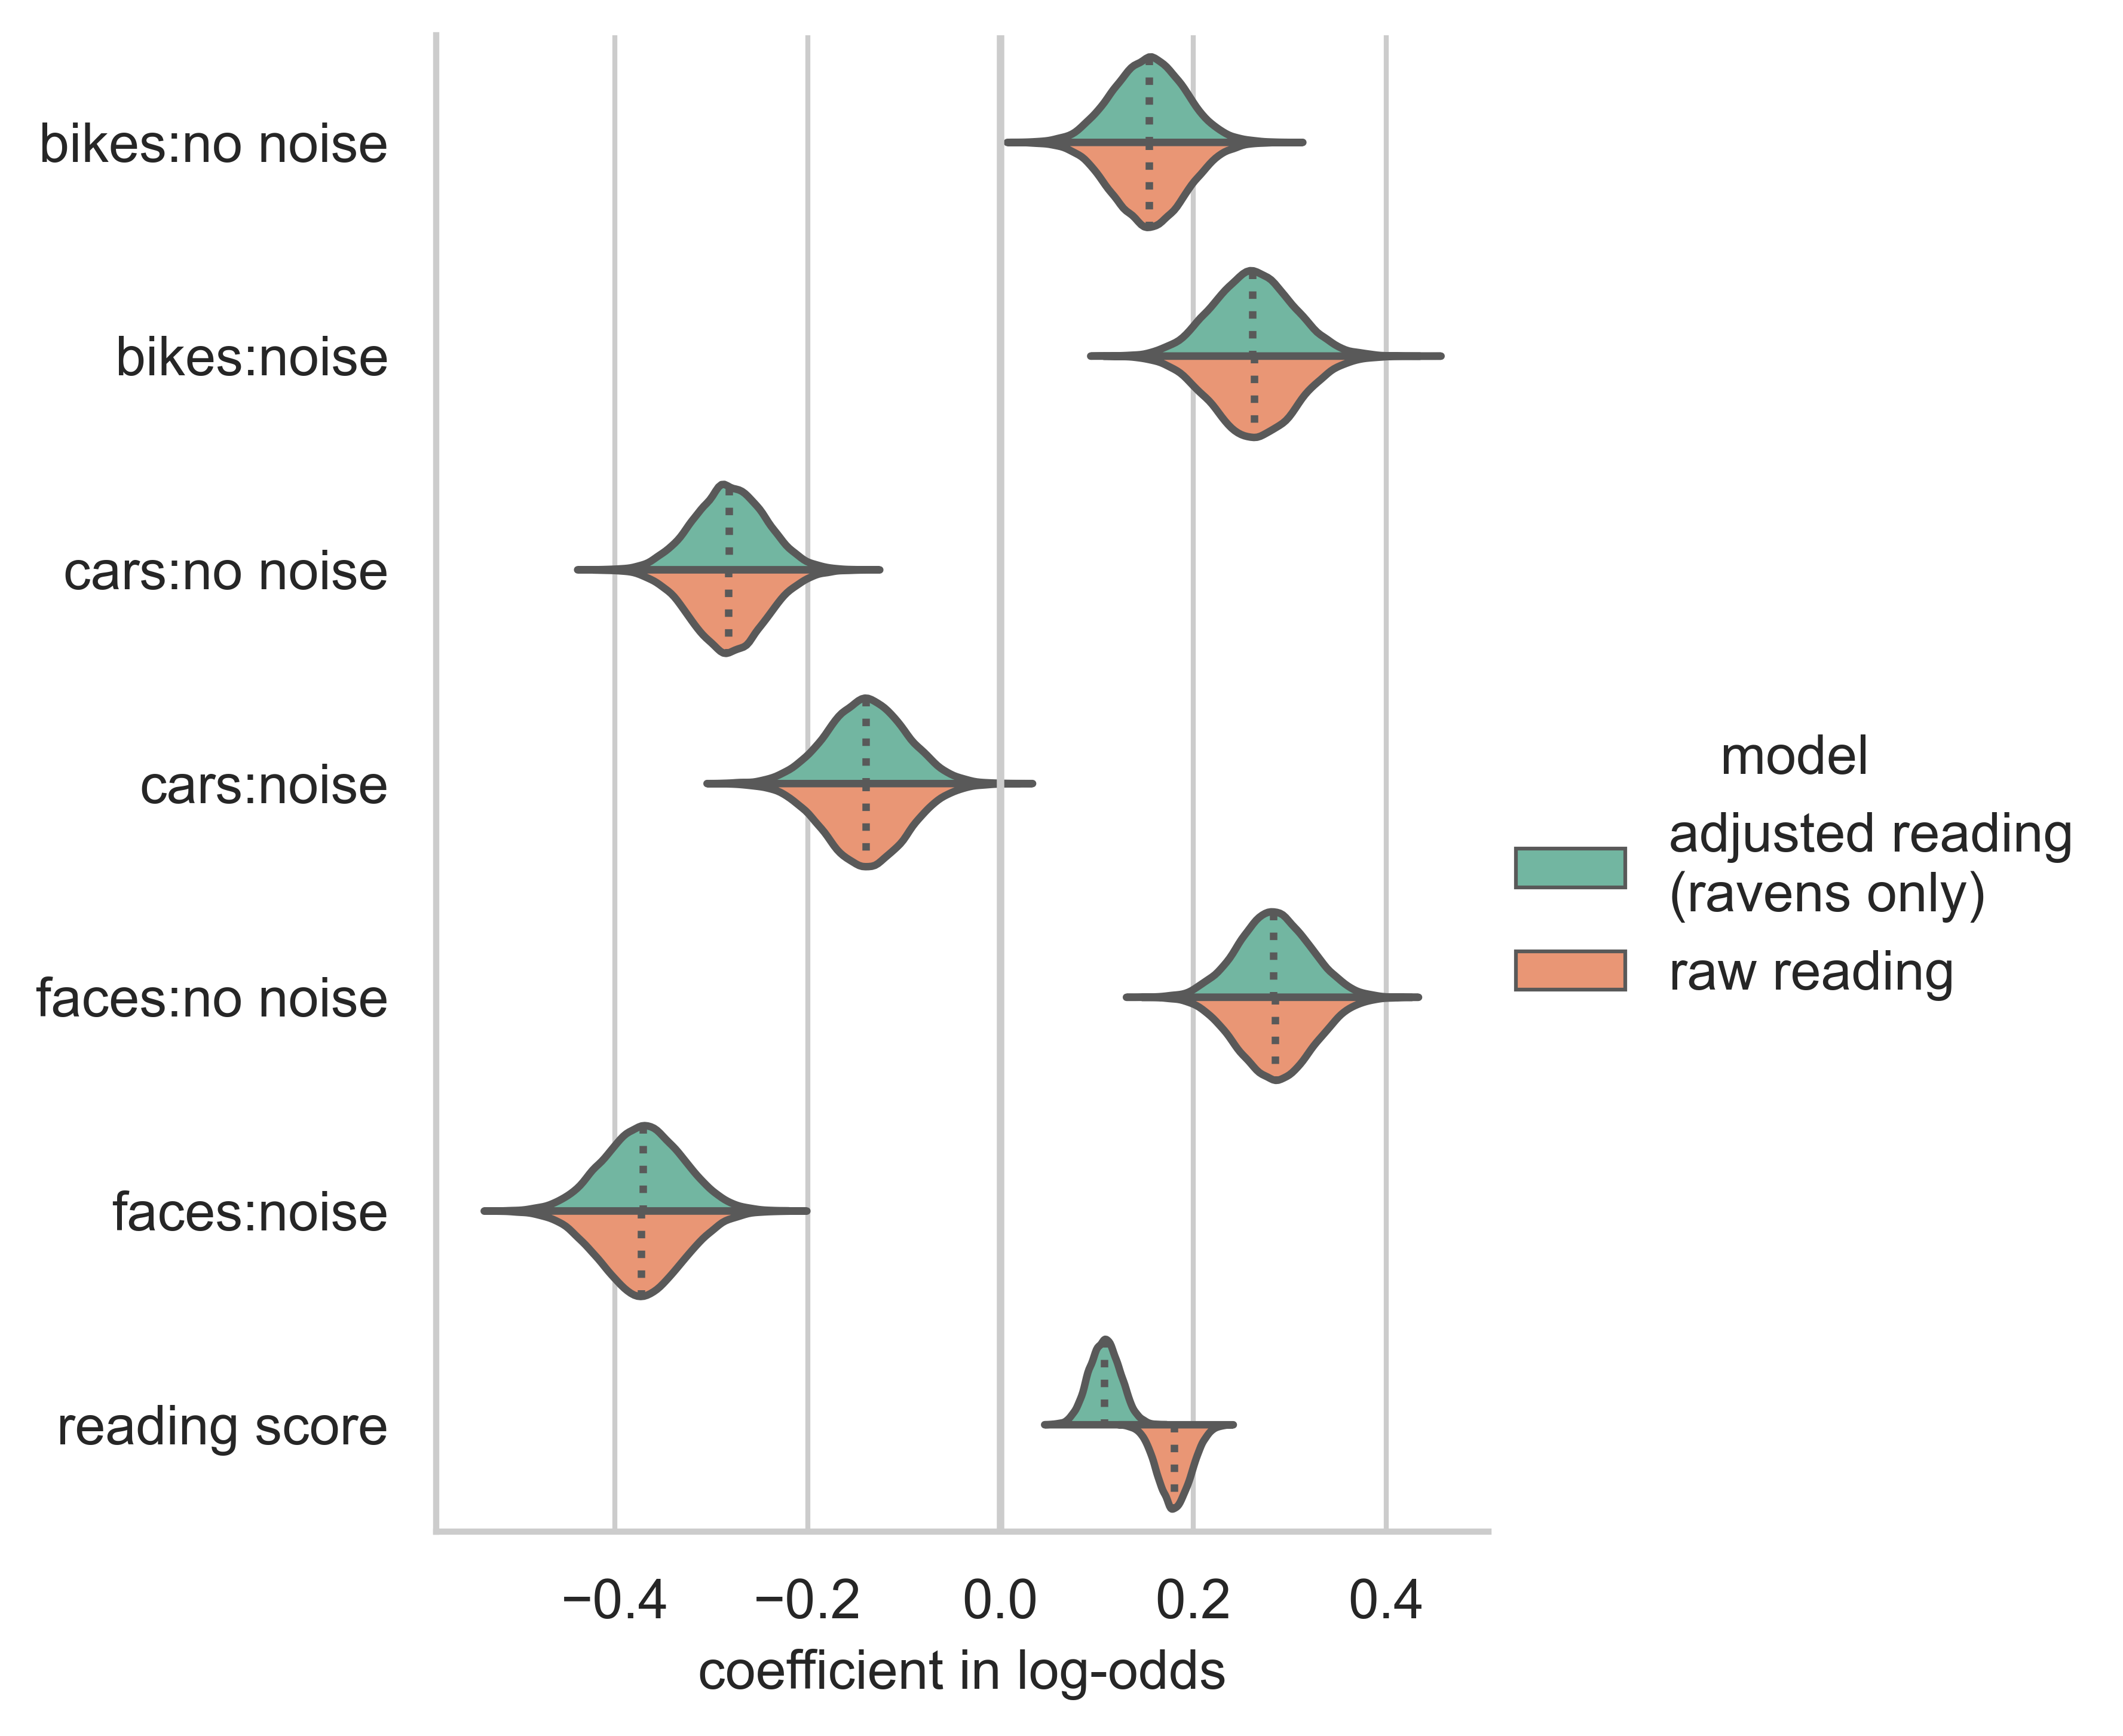 bikes:no noise
bikes:noise
cars:no noise
cars:noise
faces:no noise
faces:noise
reading score
−0.4
−0.2
0.0
0.2
0.4
coefficient in log-odds
model
adjusted reading
(ravens only)
raw reading